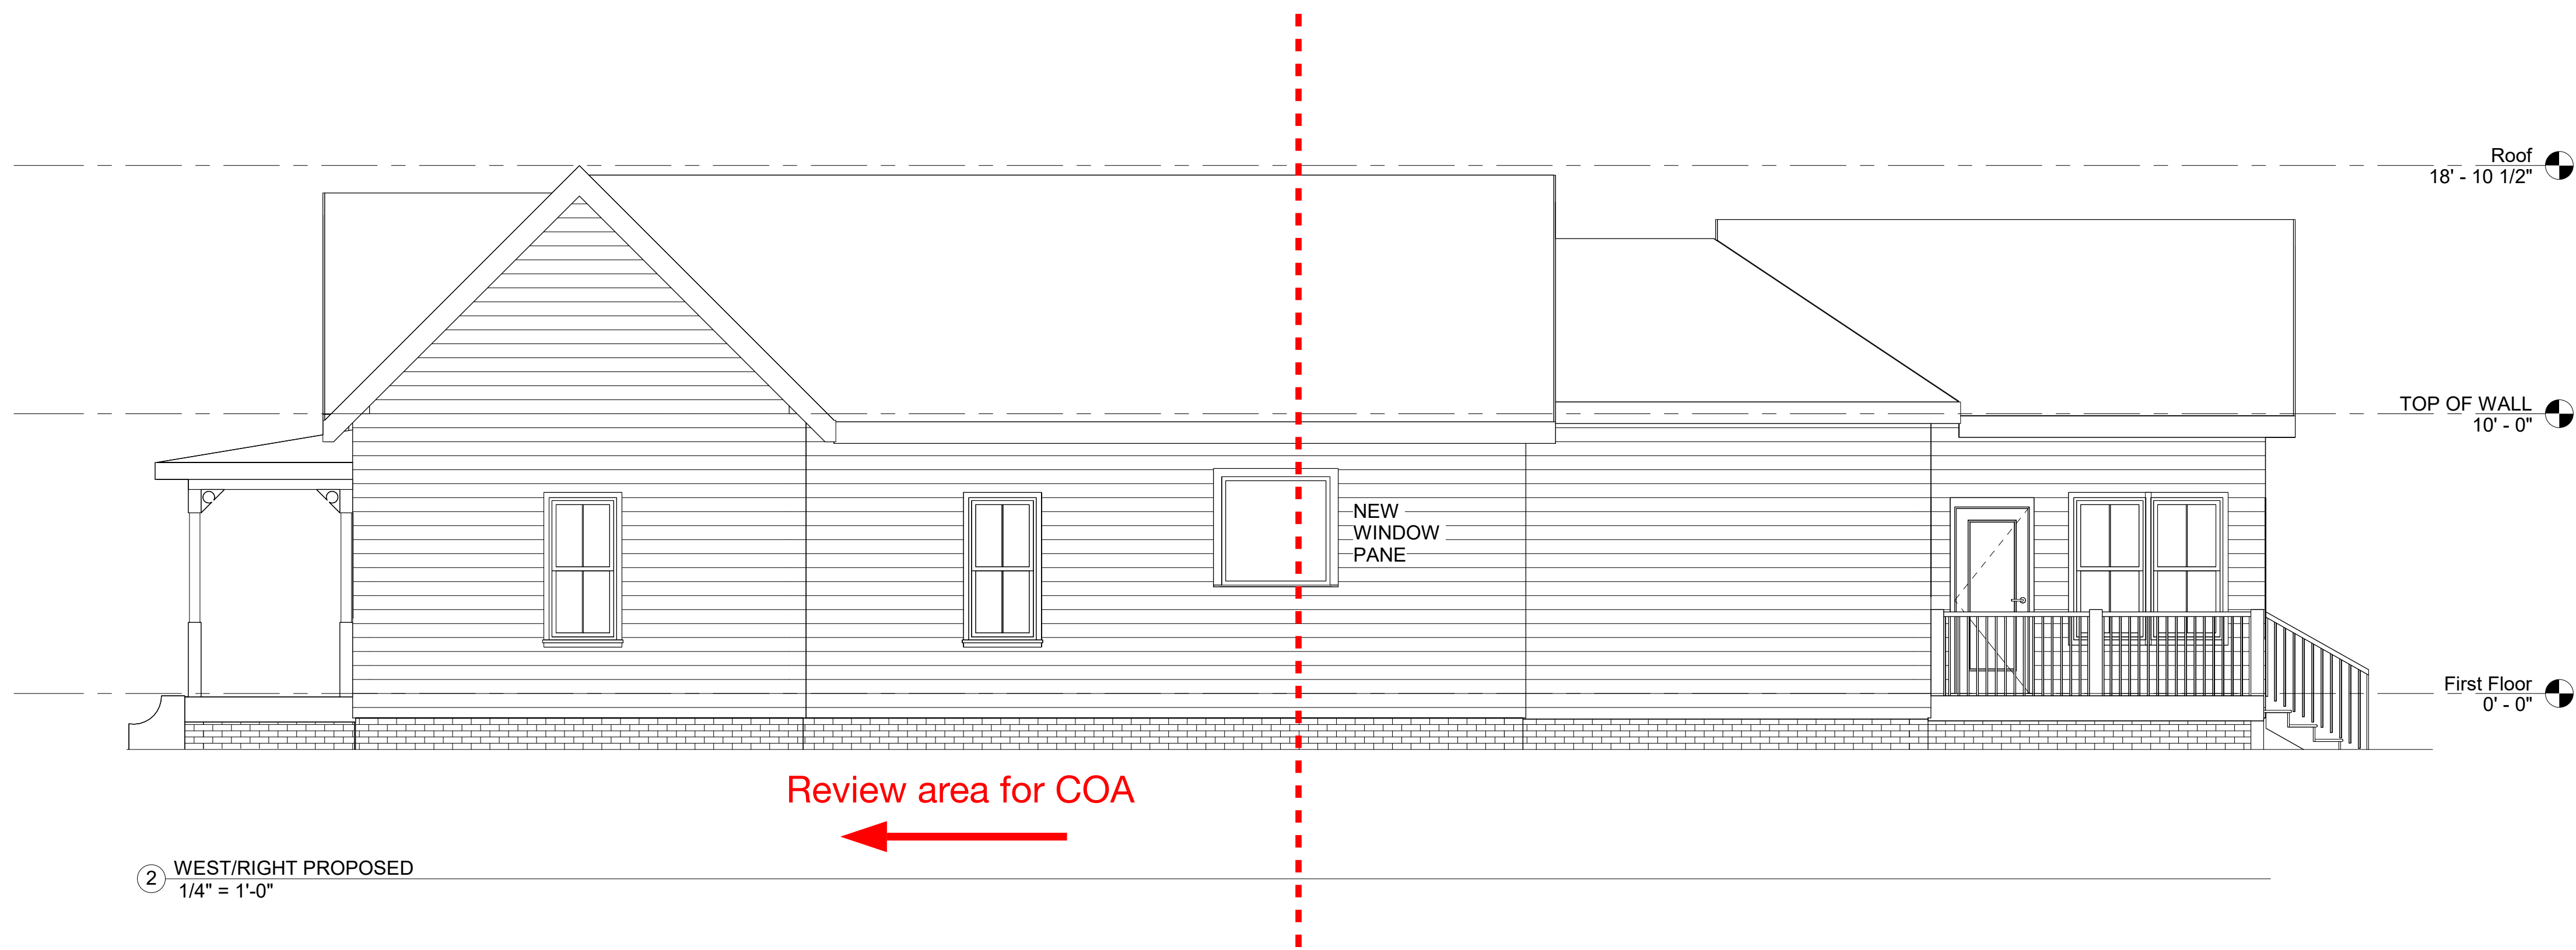 Roof
18' - 10 1/2"
TOP OF WALL
10' - 0"
NEW
WINDOW
PANE
First Floor
0' - 0"
Review area for COA
2
WEST/RIGHT PROPOSED
1/4" = 1'-0"